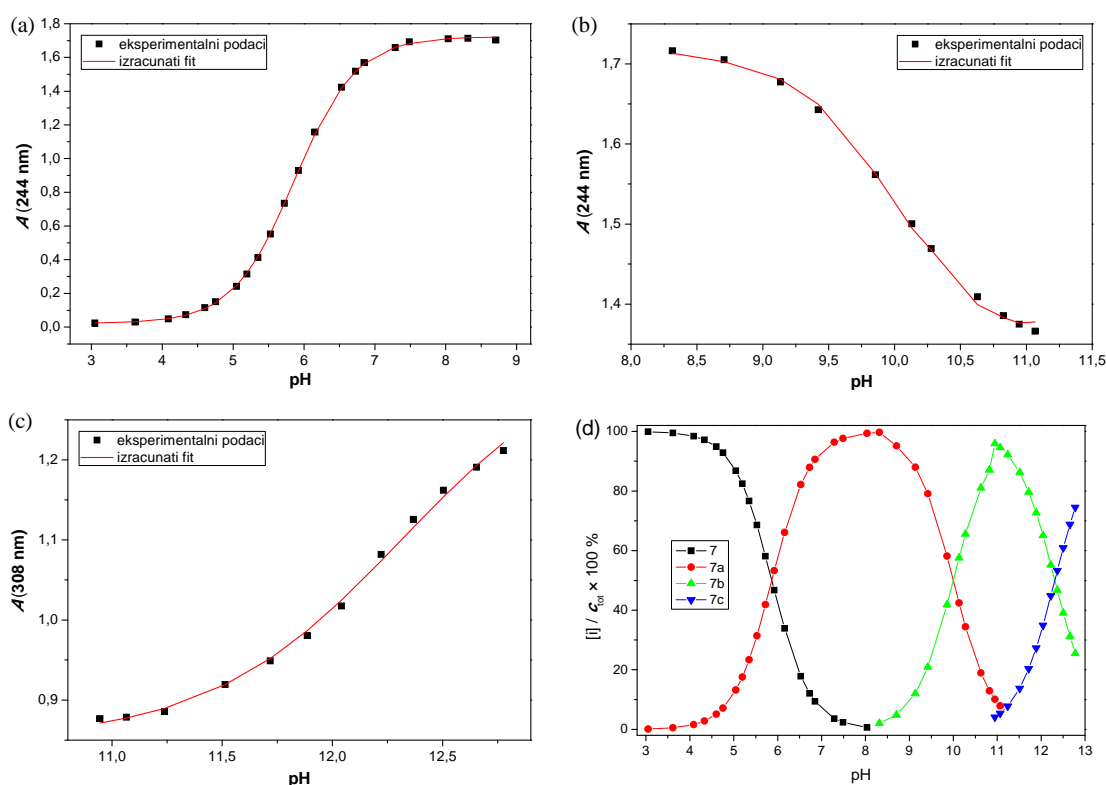 (a)
eksperimentalni podaci
izracunati fit
A (244 nm)
1,8
1,6
1,4
1,2
1,0
0,8
0,6
0,4
0,2
0,0
3 4 5 6 7 8 9
pH
(b)
eksperimentalni podaci
izracunati fit
A (244 nm)
1,7
1,6
1,5
1,4
8,0 8,5 9,0 9,5 10,0 10,5 11,0 11,5
pH
(c)
eksperimentalni podaci
izracunati fit
A (308 nm)
1,2
1,1
1,0
0,9
11,0 11,5 12,0 12,5
pH
(d)
7
7a
7b
7c
[i] / c_tot × 100 %
100
80
60
40
20
0
3 4 5 6 7 8 9 10 11 12 13
pH